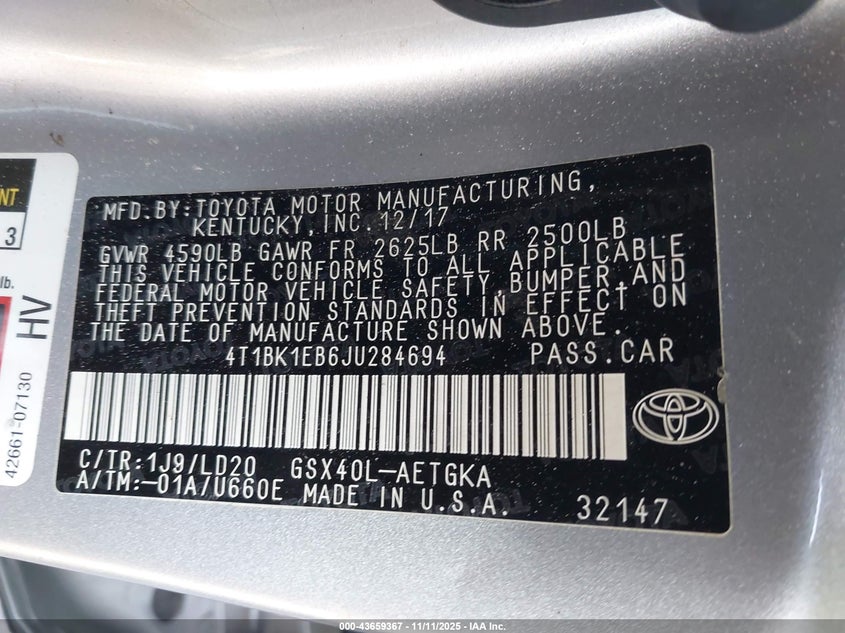 NT
3
lb.
HV
42661-07130
MFD.BY:TOYOTA MOTOR MANUFACTURING,
KENTUCKY,INC.12/17
GVWR 4590LB GAWR FR 2625LB RR 2500LB
THIS VEHICLE CONFORMS TO ALL APPLICABLE
FEDERAL MOTOR VEHICLE SAFETY,BUMPER,AND
THEFT PREVENTION STANDARDS IN EFFECT ON
THE DATE OF MANUFACTURE SHOWN ABOVE.
4T1BK1EB6JU284694 PASS.CAR
C/TR:1J9/LD20 GSX40L-AETGKA
A/TM:-01A/U660E MADE IN U.S.A. 32147
000-43659367 - 11/11/2025 - IAA Inc.